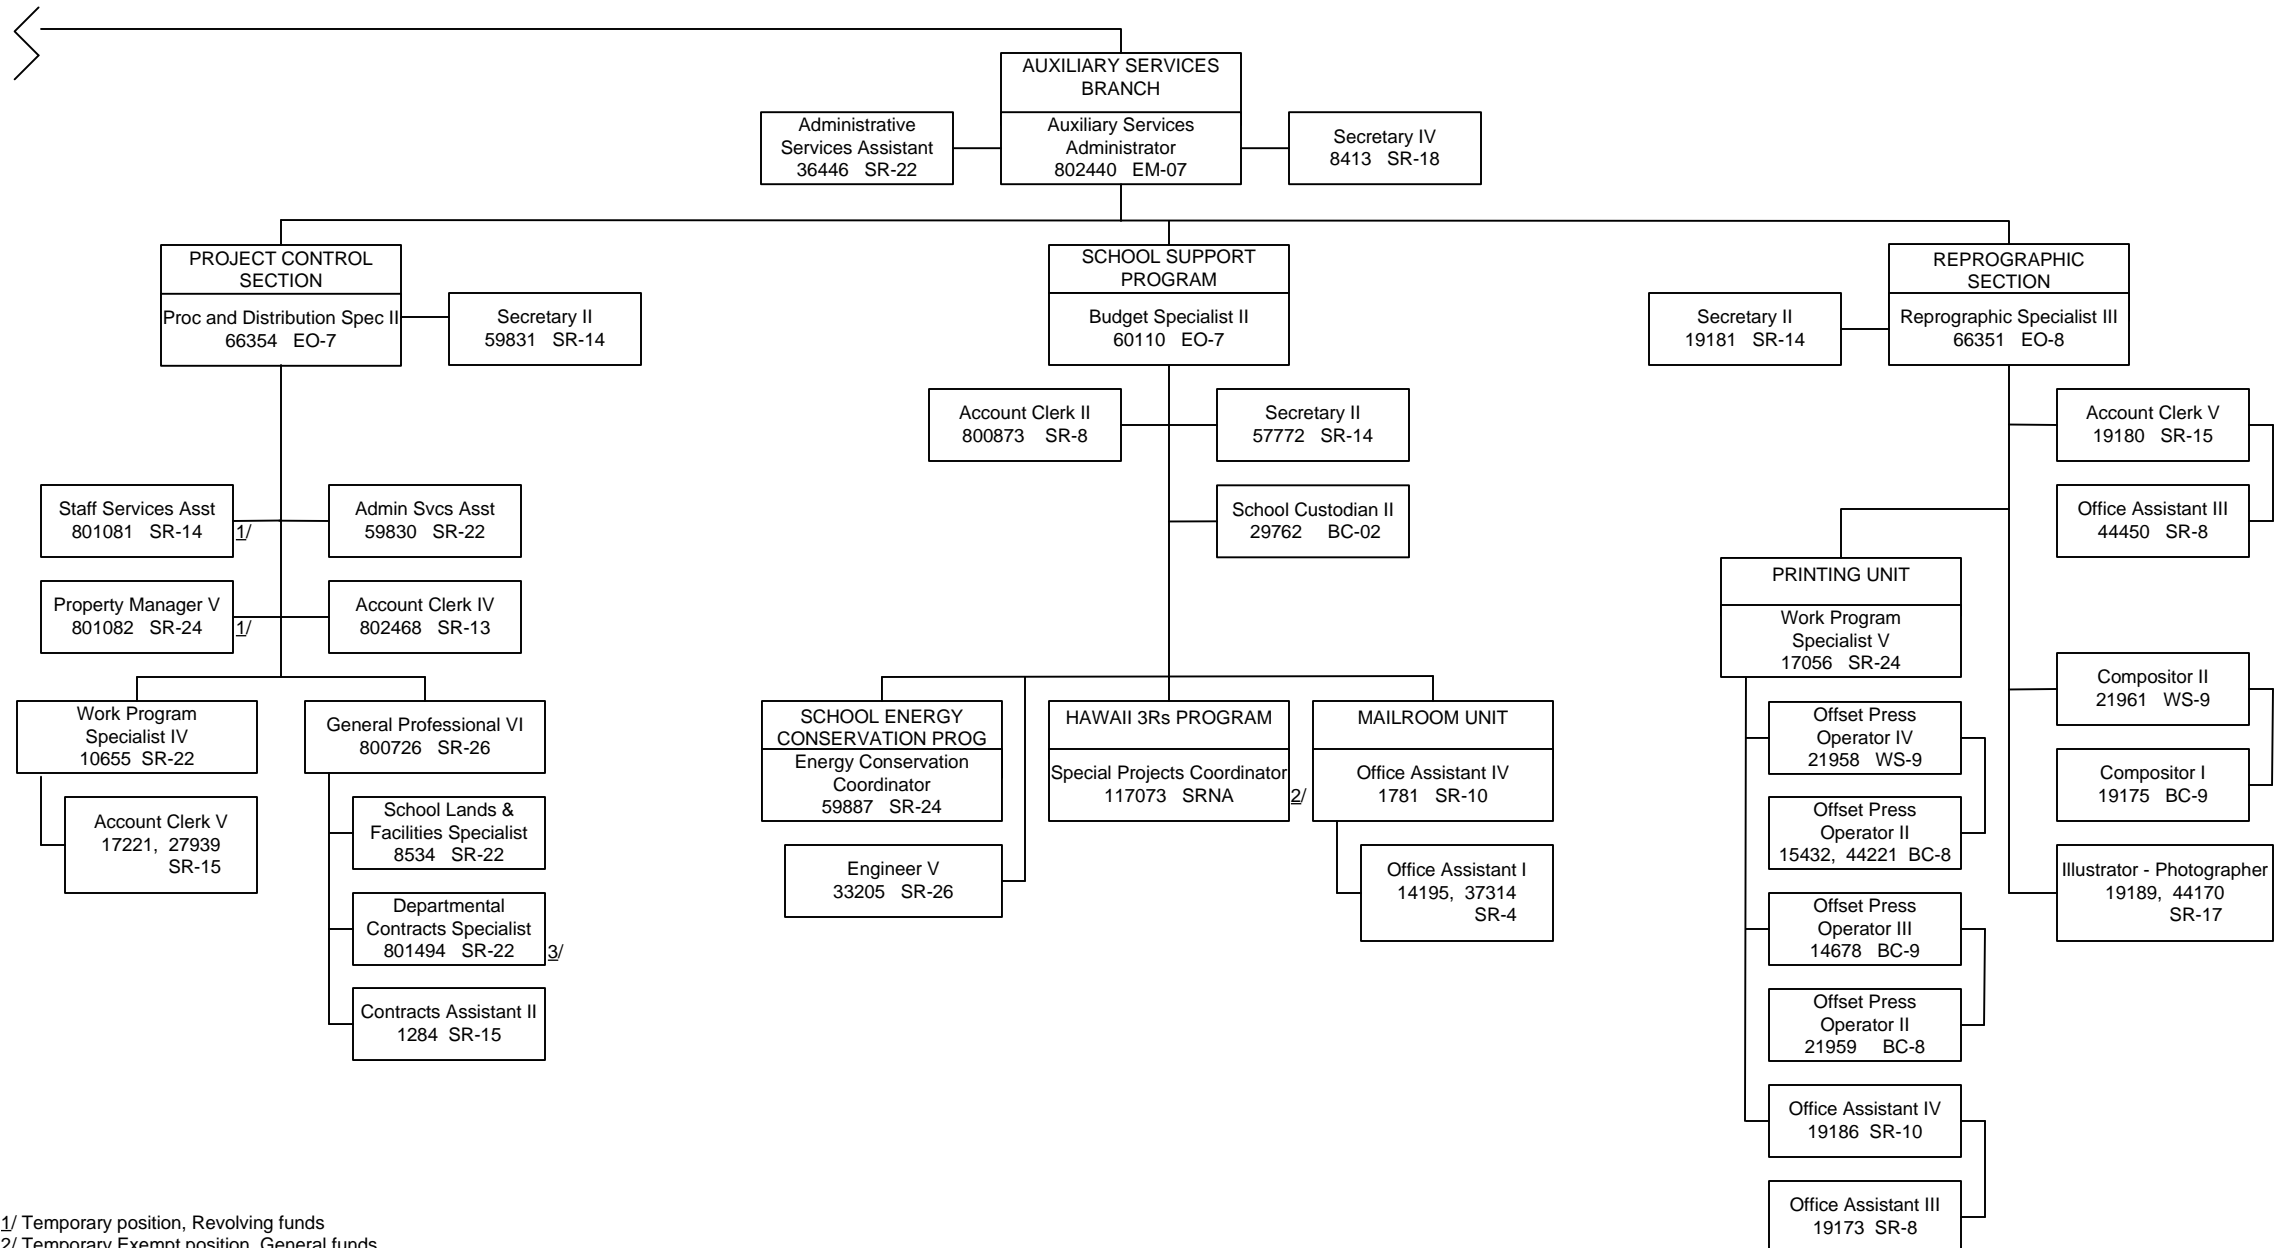 AUXILIARY SERVICES
BRANCH
Auxiliary Services
Administrator
802440 EM-07
Administrative
Services Assistant
36446 SR-22
Secretary IV
8413 SR-18
PROJECT CONTROL
SECTION
Proc and Distribution Spec II
66354 EO-7
Secretary II
59831 SR-14
Staff Services Asst
801081 SR-14
1/
Admin Svcs Asst
59830 SR-22
Property Manager V
801082 SR-24
1/
Account Clerk IV
802468 SR-13
Work Program
Specialist IV
10655 SR-22
Account Clerk V
17221, 27939
SR-15
General Professional VI
800726 SR-26
School Lands &
Facilities Specialist
8534 SR-22
Departmental
Contracts Specialist
801494 SR-22
3/
Contracts Assistant II
1284 SR-15
SCHOOL SUPPORT
PROGRAM
Budget Specialist II
60110 EO-7
Account Clerk II
800873 SR-8
Secretary II
57772 SR-14
School Custodian II
29762 BC-02
SCHOOL ENERGY
CONSERVATION PROG
Energy Conservation
Coordinator
59887 SR-24
Engineer V
33205 SR-26
HAWAII 3Rs PROGRAM
Special Projects Coordinator
117073 SRNA
2/
MAILROOM UNIT
Office Assistant IV
1781 SR-10
Office Assistant I
14195, 37314
SR-4
REPROGRAPHIC
SECTION
Reprographic Specialist III
66351 EO-8
Secretary II
19181 SR-14
Account Clerk V
19180 SR-15
Office Assistant III
44450 SR-8
PRINTING UNIT
Work Program
Specialist V
17056 SR-24
Offset Press
Operator IV
21958 WS-9
Offset Press
Operator II
15432, 44221 BC-8
Offset Press
Operator III
14678 BC-9
Offset Press
Operator II
21959 BC-8
Office Assistant IV
19186 SR-10
Office Assistant III
19173 SR-8
Compositor II
21961 WS-9
Compositor I
19175 BC-9
Illustrator - Photographer
19189, 44170
SR-17
1/ Temporary position, Revolving funds
2/ Temporary Exempt position, General funds